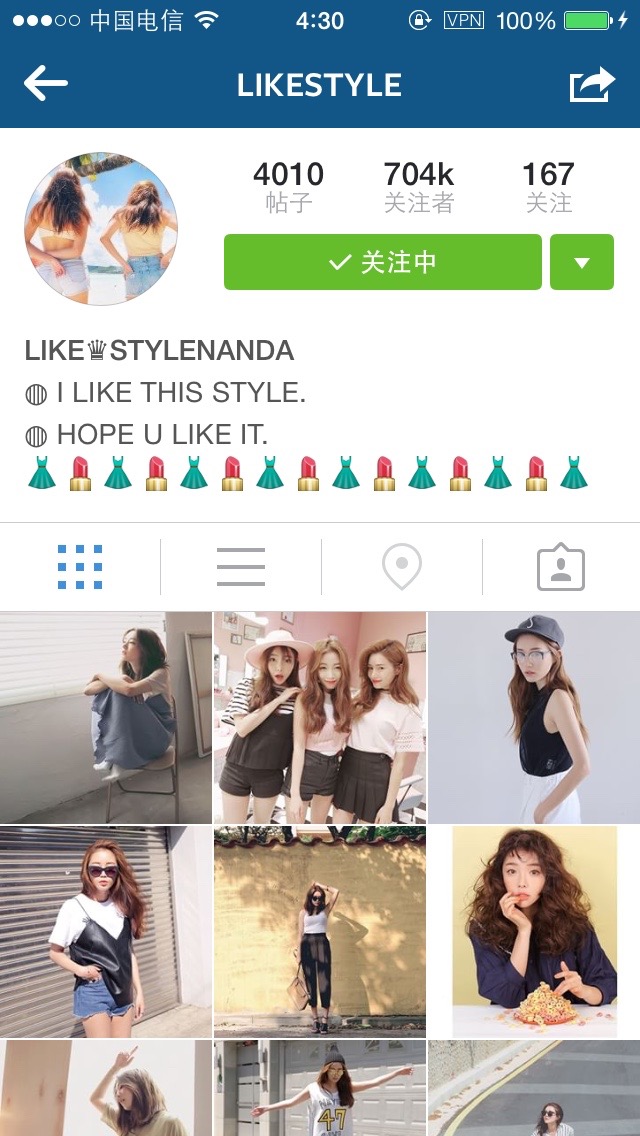 中国电信 4:30 VPN 100%
LIKESTYLE
4010 704k 167
帖子 关注者 关注
关注中
LIKE♛STYLENANDA
◍ I LIKE THIS STYLE.
◍ HOPE U LIKE IT.
47